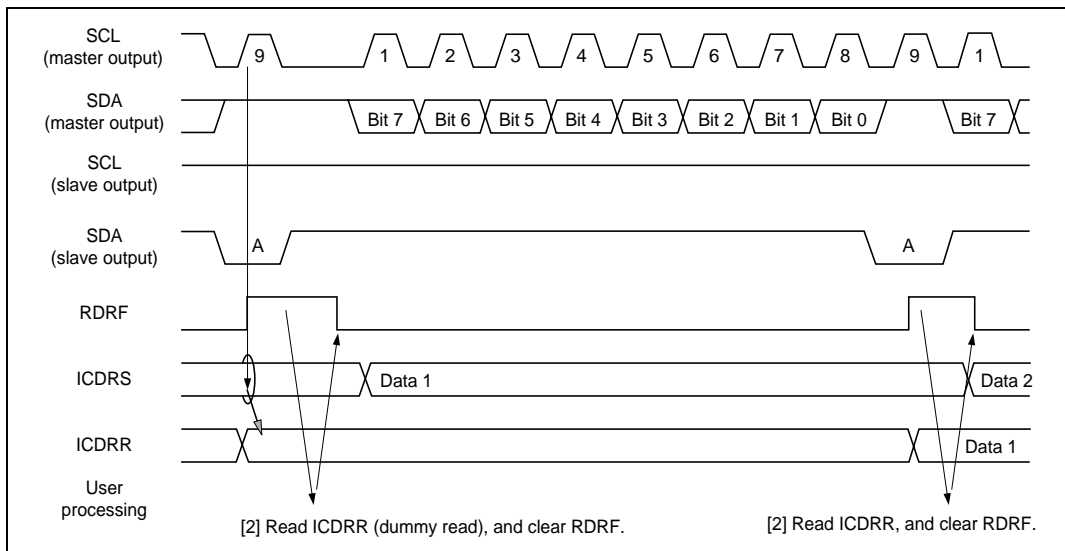 SCL
(master output)
9 1 2 3 4 5 6 7 8 9 1
SDA
(master output)
Bit 7 Bit 6 Bit 5 Bit 4 Bit 3 Bit 2 Bit 1 Bit 0 Bit 7
SCL
(slave output)
SDA
(slave output)
A A
RDRF
ICDRS
Data 1 Data 2
ICDRR
Data 1
User
processing
[2] Read ICDRR (dummy read), and clear RDRF. [2] Read ICDRR, and clear RDRF.